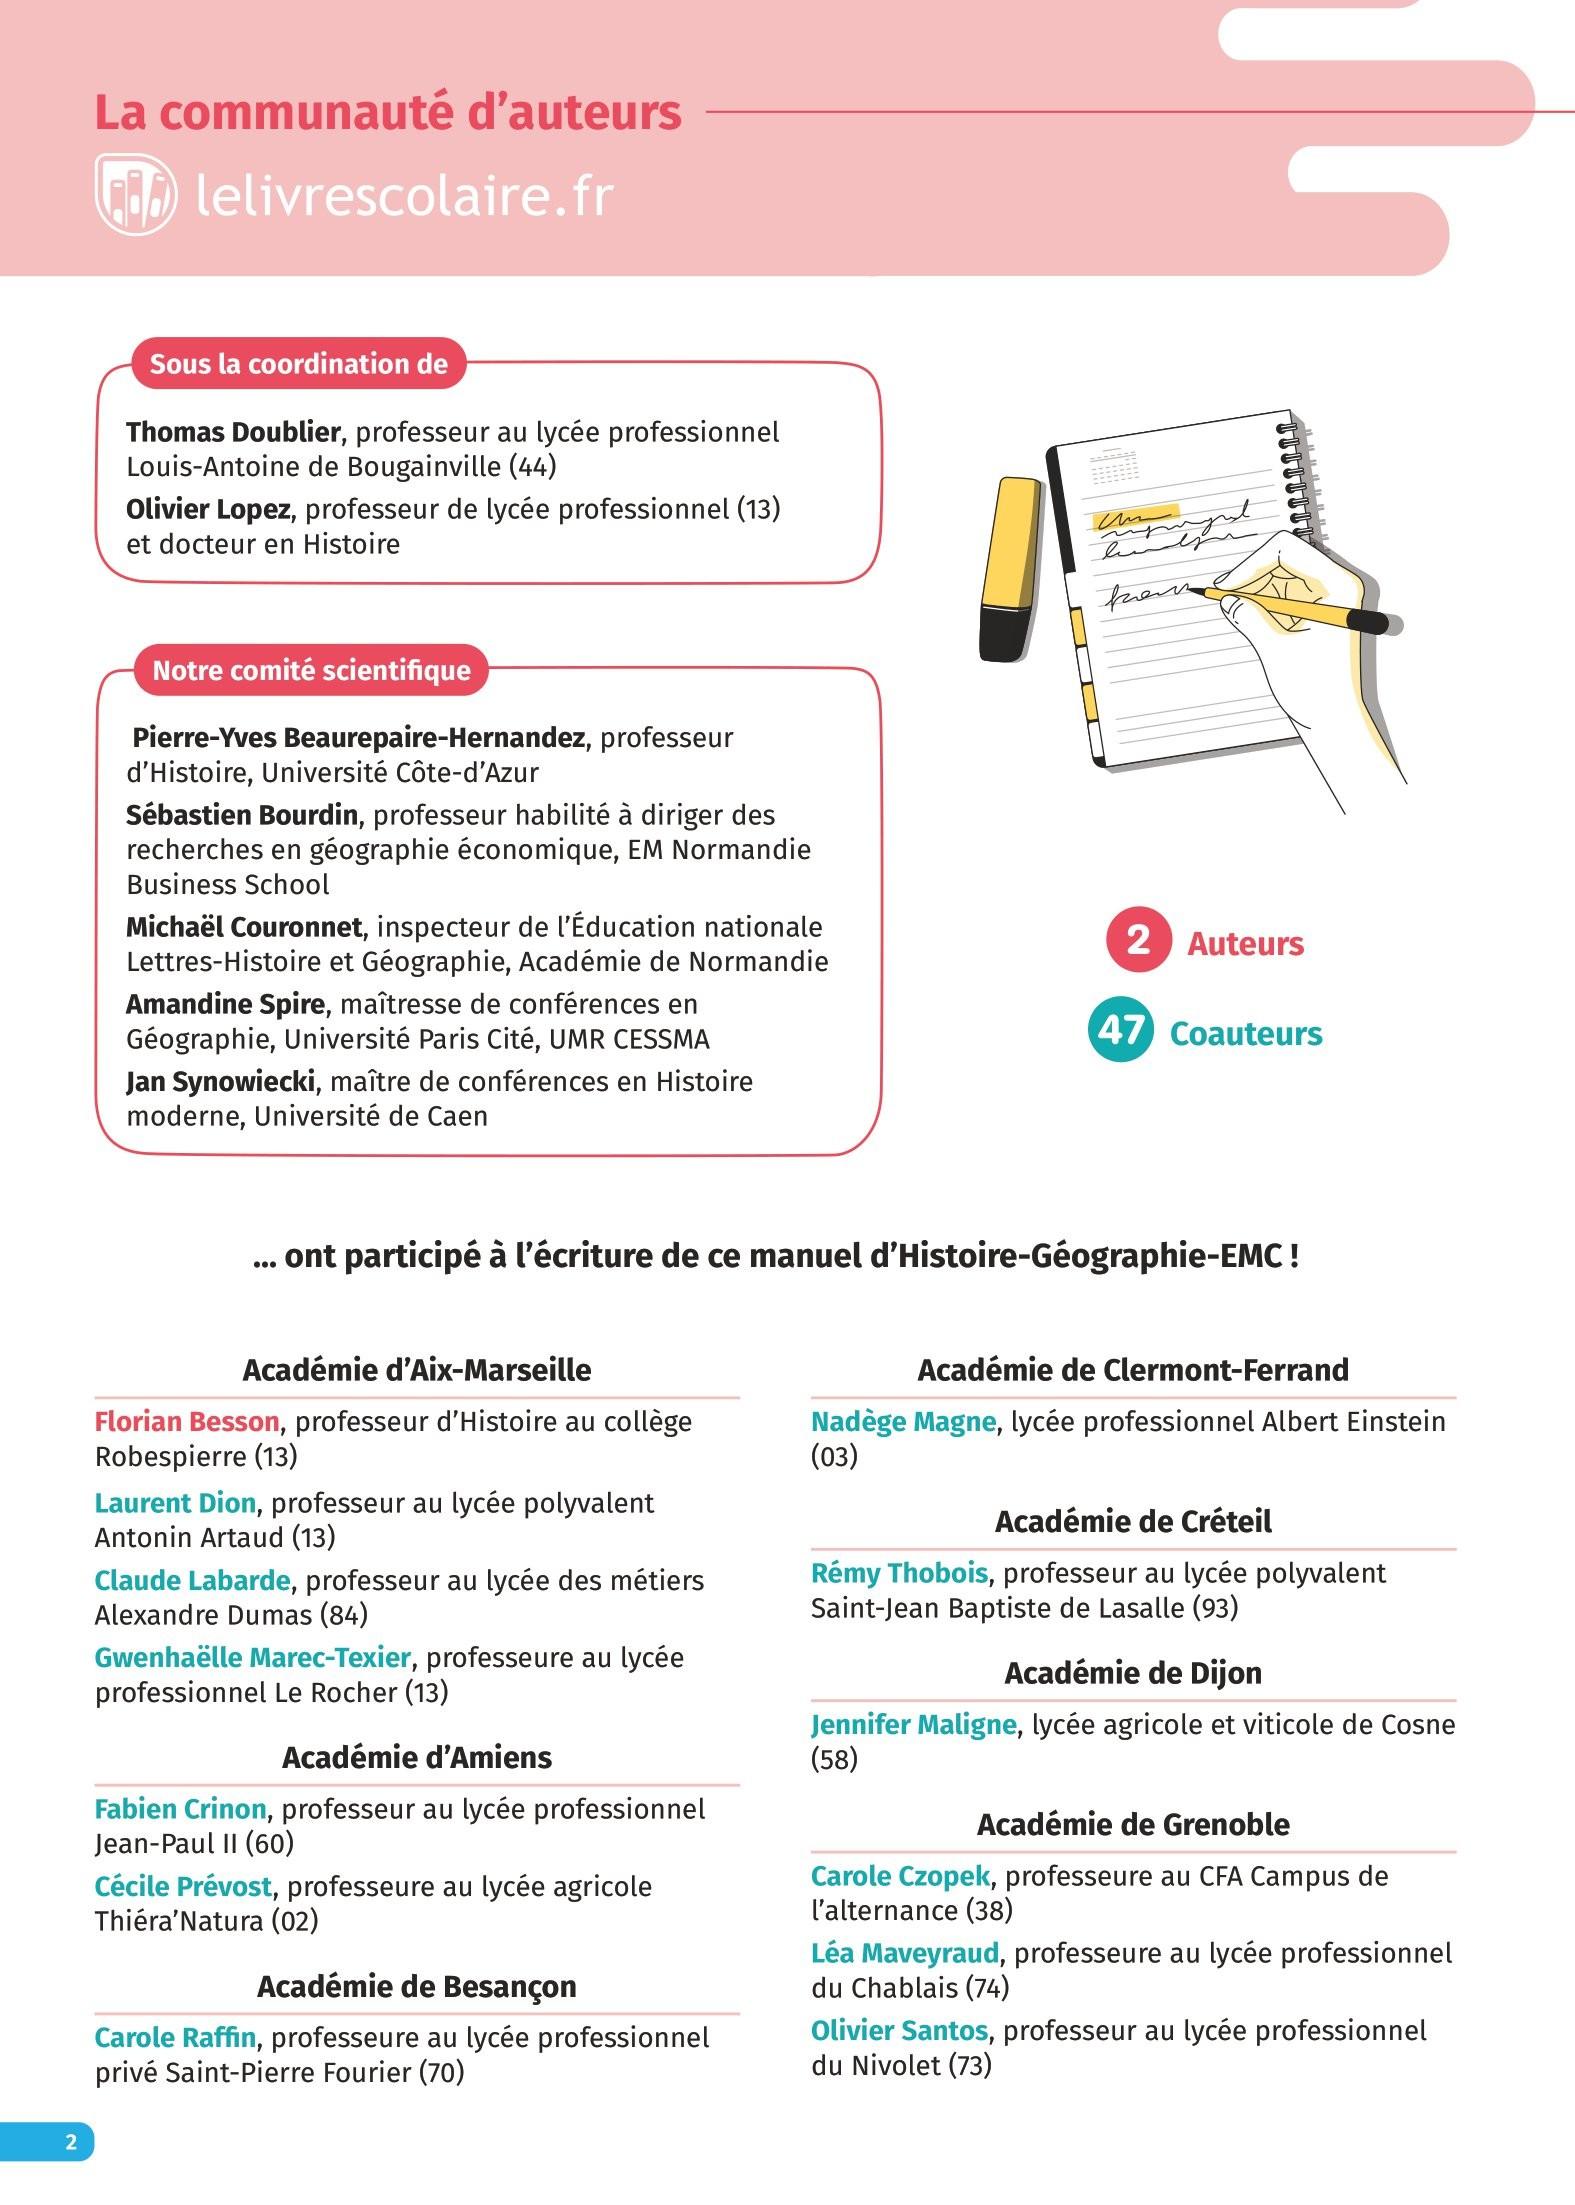 La communauté d'auteurs
lelivrescolaire.fr
Sous la coordination de
Thomas Doublier, professeur au lycée professionnel
Louis-Antoine de Bougainville (44)
Olivier Lopez, professeur de lycée professionnel (13)
et docteur en Histoire
Notre comité scientifique
Pierre-Yves Beaurepaire-Hernandez, professeur
d'Histoire, Université Côte-d'Azur
Sébastien Bourdin, professeur habilité à diriger des
recherches en géographie économique, EM Normandie
Business School
Michaël Couronnet, inspecteur de l'Éducation nationale
Lettres-Histoire et Géographie, Académie de Normandie
Amandine Spire, maîtresse de conférences en
Géographie, Université Paris Cité, UMR CESSMA
Jan Synowiecki, maître de conférences en Histoire
moderne, Université de Caen
2 Auteurs
47 Coauteurs
... ont participé à l'écriture de ce manuel d'Histoire-Géographie-EMC !
Académie d'Aix-Marseille
Florian Besson, professeur d'Histoire au collège
Robespierre (13)
Laurent Dion, professeur au lycée polyvalent
Antonin Artaud (13)
Claude Labarde, professeur au lycée des métiers
Alexandre Dumas (84)
Gwenhaëlle Marec-Texier, professeure au lycée
professionnel Le Rocher (13)
Académie d'Amiens
Fabien Crinon, professeur au lycée professionnel
Jean-Paul II (60)
Cécile Prévost, professeure au lycée agricole
Thiéra'Natura (02)
Académie de Besançon
Carole Raffin, professeure au lycée professionnel
privé Saint-Pierre Fourier (70)
Académie de Clermont-Ferrand
Nadège Magne, lycée professionnel Albert Einstein
(03)
Académie de Créteil
Rémy Thobois, professeur au lycée polyvalent
Saint-Jean Baptiste de Lasalle (93)
Académie de Dijon
Jennifer Maligne, lycée agricole et viticole de Cosne
(58)
Académie de Grenoble
Carole Czopek, professeure au CFA Campus de
l'alternance (38)
Léa Maveyraud, professeure au lycée professionnel
du Chablais (74)
Olivier Santos, professeur au lycée professionnel
du Nivolet (73)
2